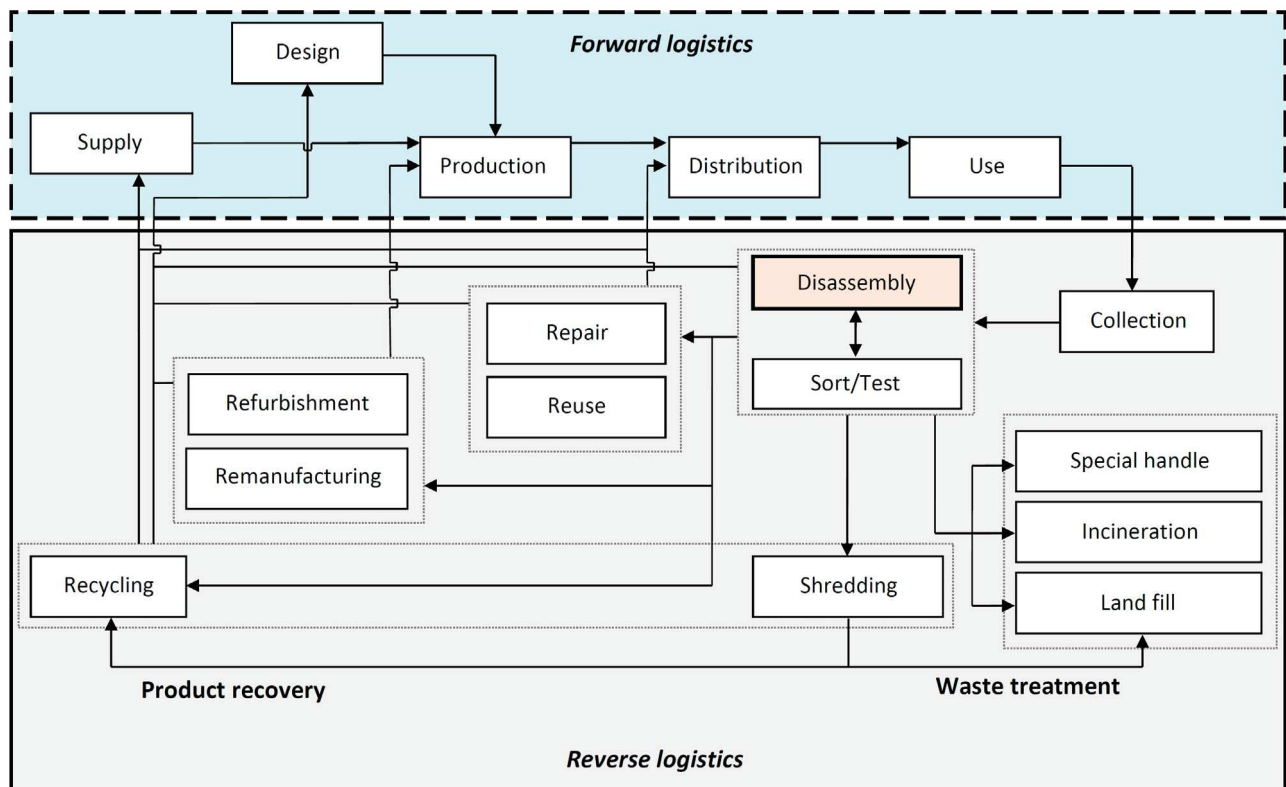 Forward logistics
Design
Supply
Production
Distribution
Use
Disassembly
Collection
Repair
Sort/Test
Reuse
Refurbishment
Remanufacturing
Special handle
Incineration
Recycling
Shredding
Land fill
Product recovery
Waste treatment
Reverse logistics